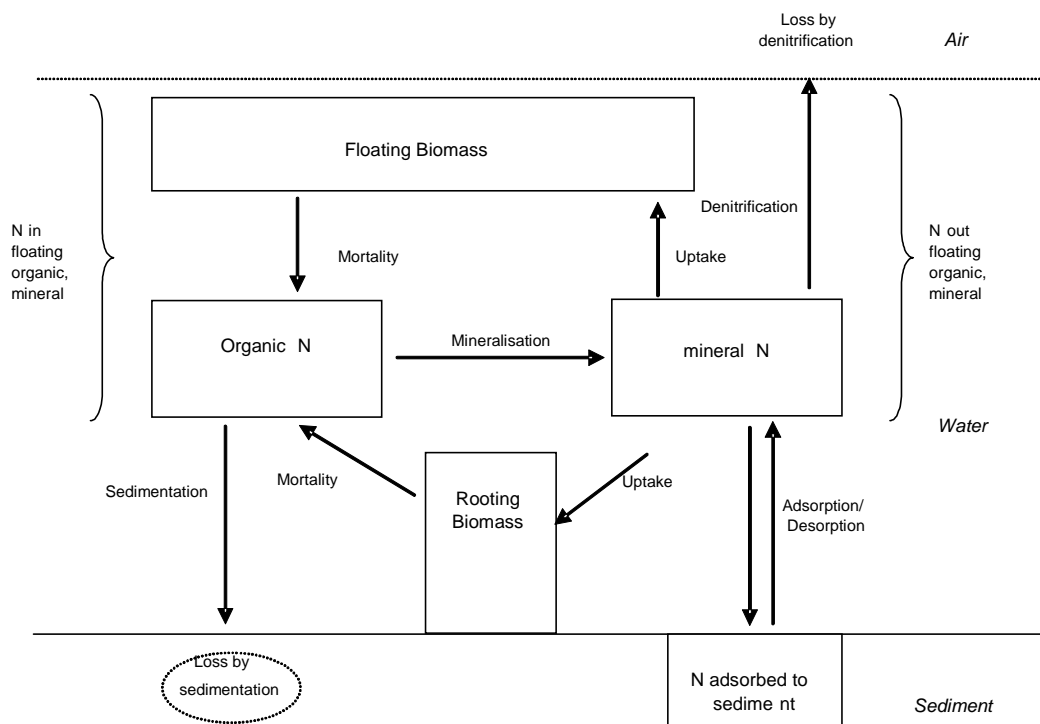 Loss by
denitrification
Air
Floating Biomass
Denitrification
N in
floating
organic,
mineral
N out
floating
organic,
mineral
Mortality
Uptake
Organic N
Mineralisation
mineral N
Water
Sedimentation
Mortality
Rooting
Biomass
Uptake
Adsorption/
Desorption
Loss by
sedimentation
N adsorbed to
sedime nt
Sediment